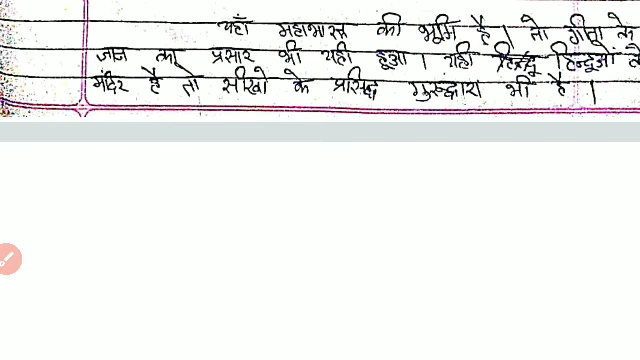 यहाँ महाभारत की भूमि है। तो गीता के
ज्ञान का प्रसार भी यही हुआ। यही हिन्दुओं के
मंदिर है तो सीखो के प्रसिद्ध गुरुद्वारा भी है।